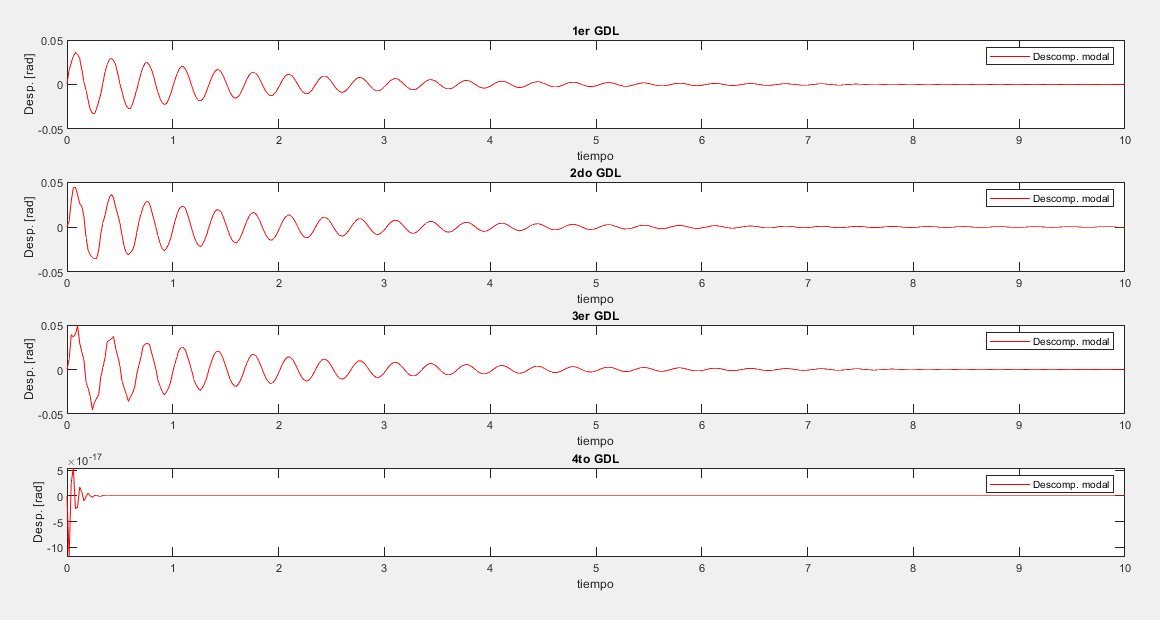 1er GDL
0.05
0
-0.05
Desp. [rad]
Descomp. modal
0 1 2 3 4 5 6 7 8 9 10
tiempo
2do GDL
0.05
0
-0.05
Desp. [rad]
Descomp. modal
0 1 2 3 4 5 6 7 8 9 10
tiempo
3er GDL
0.05
0
-0.05
Desp. [rad]
Descomp. modal
0 1 2 3 4 5 6 7 8 9 10
tiempo
4to GDL
×10⁻¹⁷
5
0
-5
-10
Desp. [rad]
Descomp. modal
0 1 2 3 4 5 6 7 8 9 10
tiempo